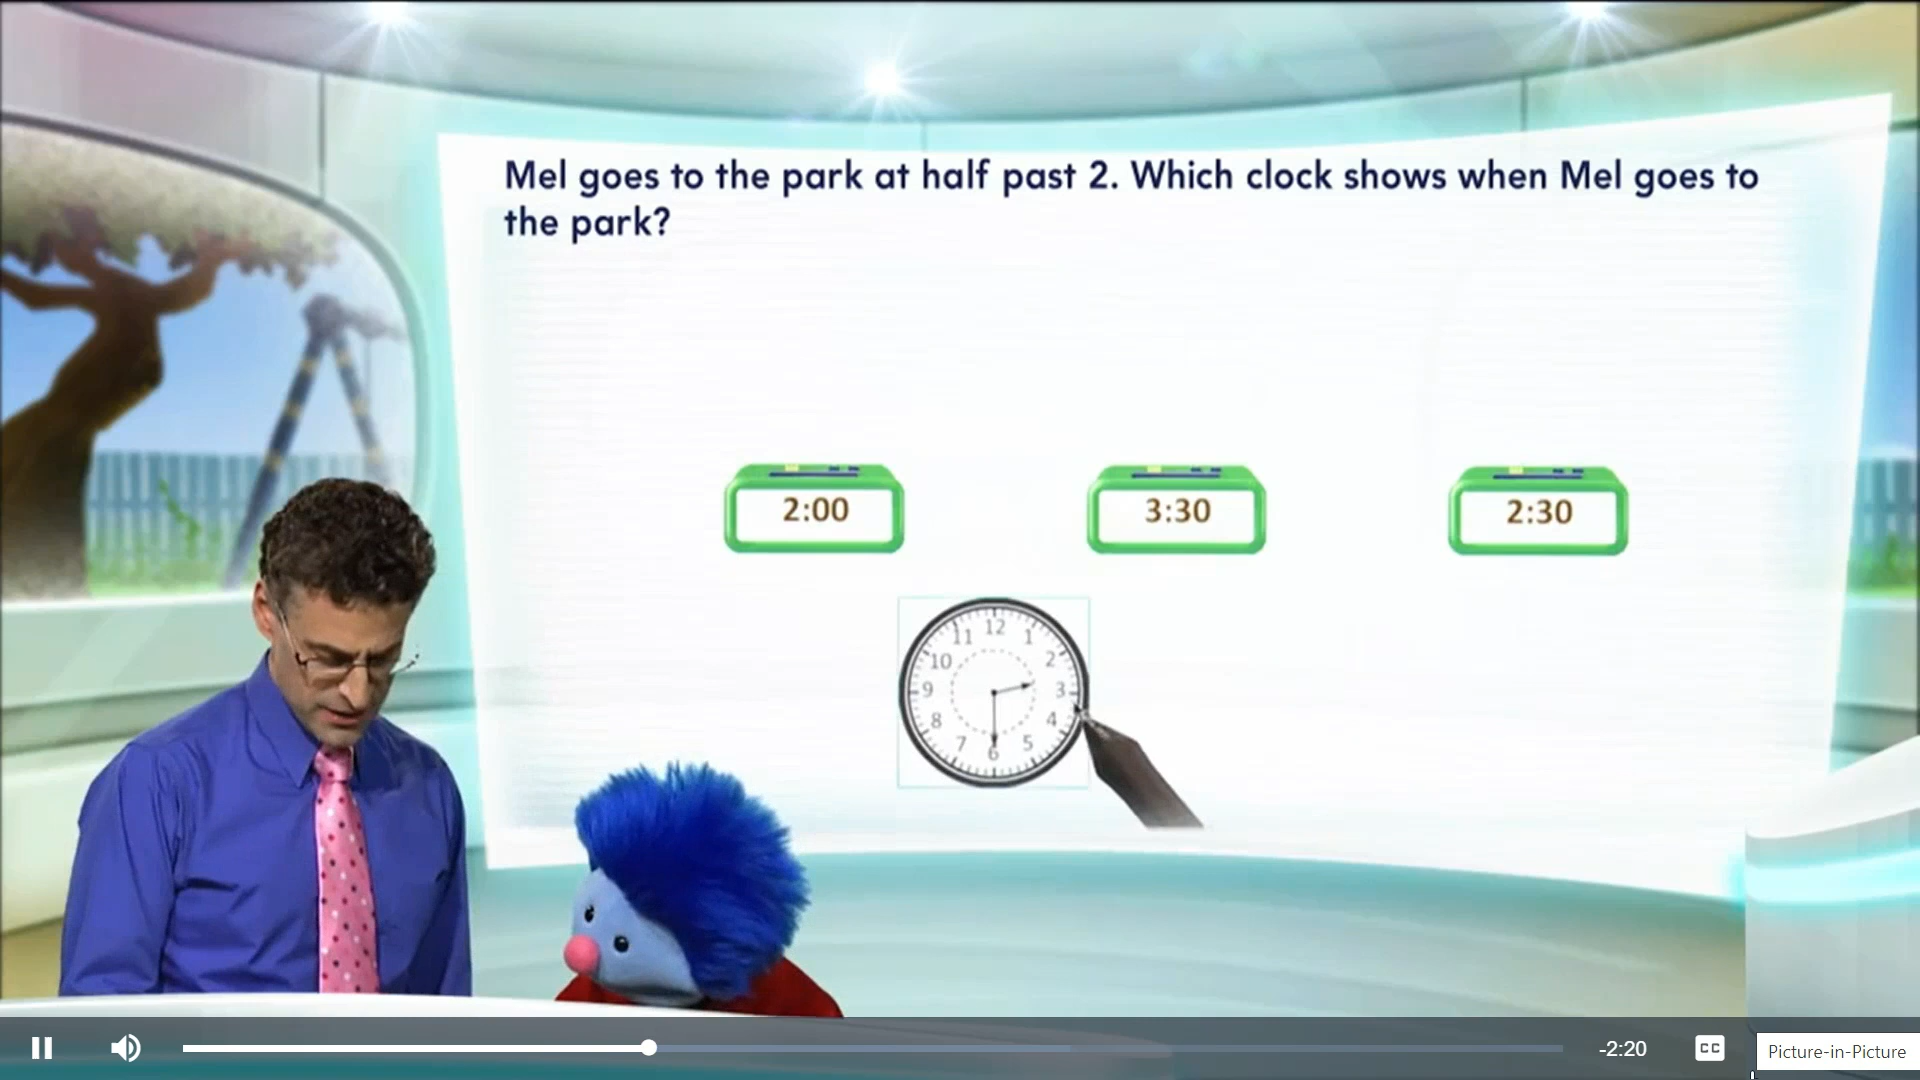 Mel goes to the park at half past 2. Which clock shows when Mel goes to
the park?
2:00
3:30
2:30
12
11 1
10 2
9 3
8 4
7 5
6
-2:20
CC
Picture-in-Picture